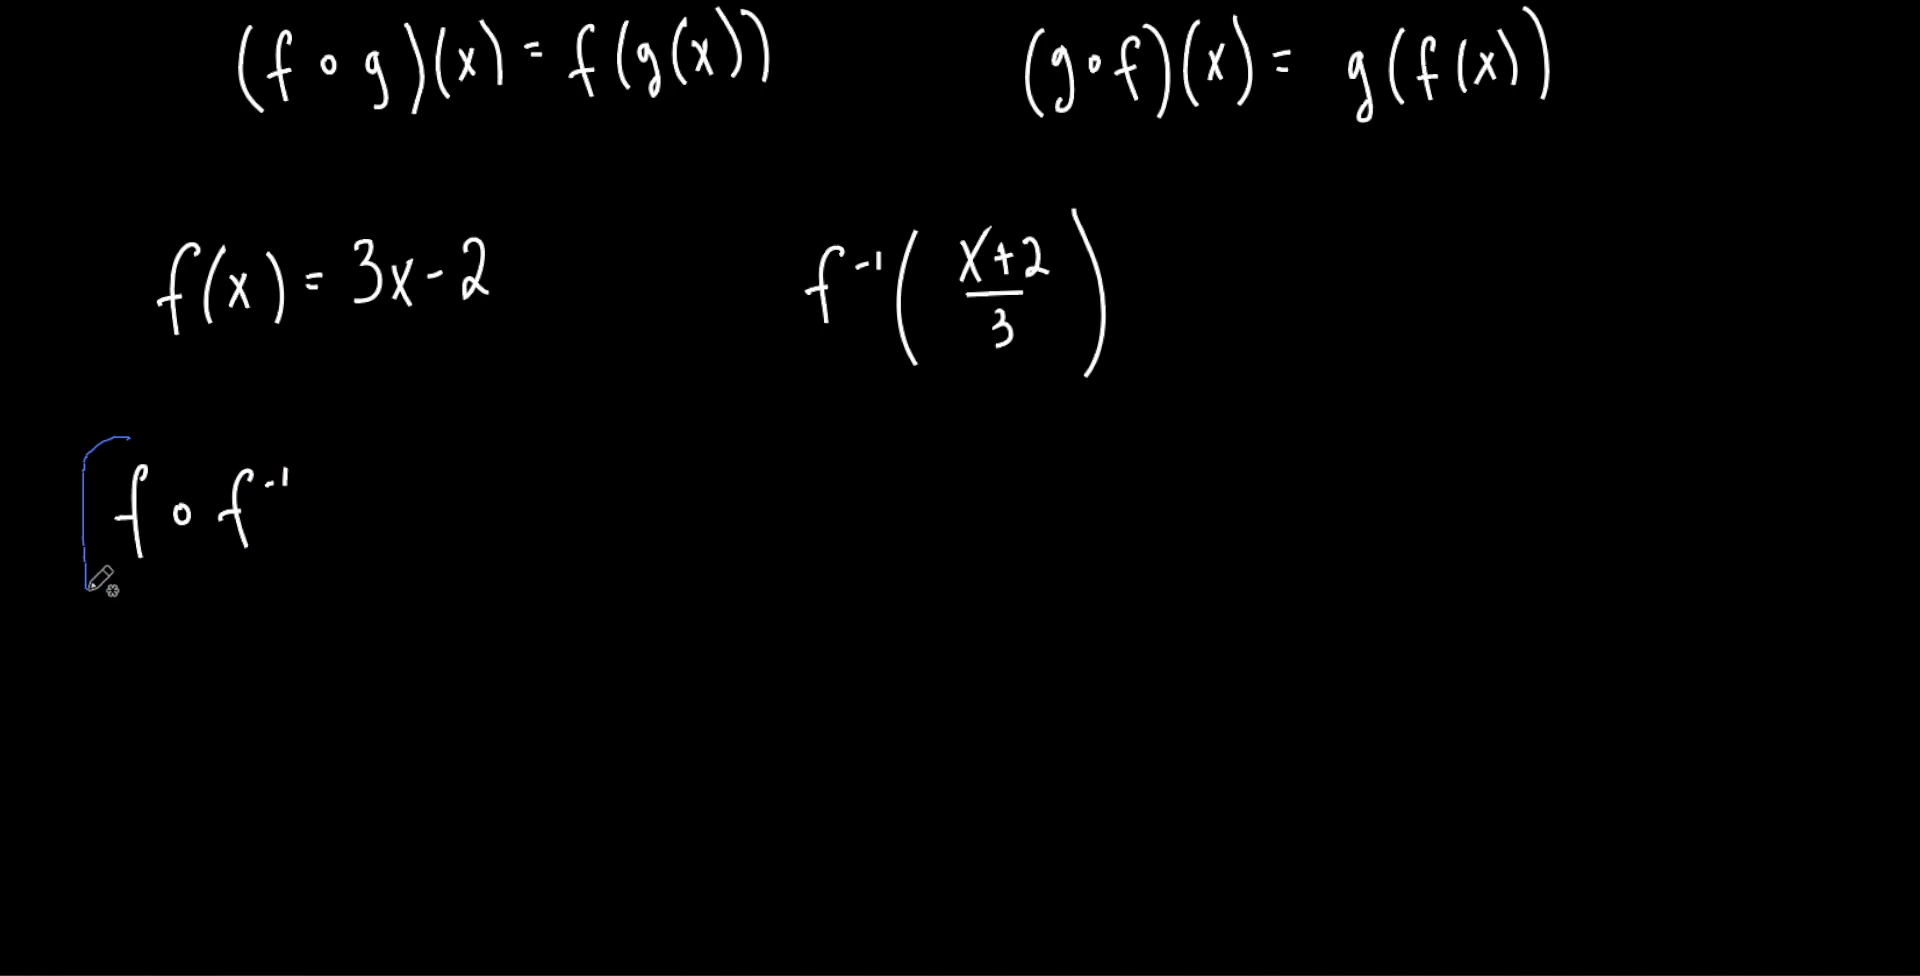 (f ∘ g)(x) = f(g(x)) (g∘f)(x) = g(f(x))
f(x) = 3x - 2 f⁻¹((x+2)/3)
f ∘ f⁻¹